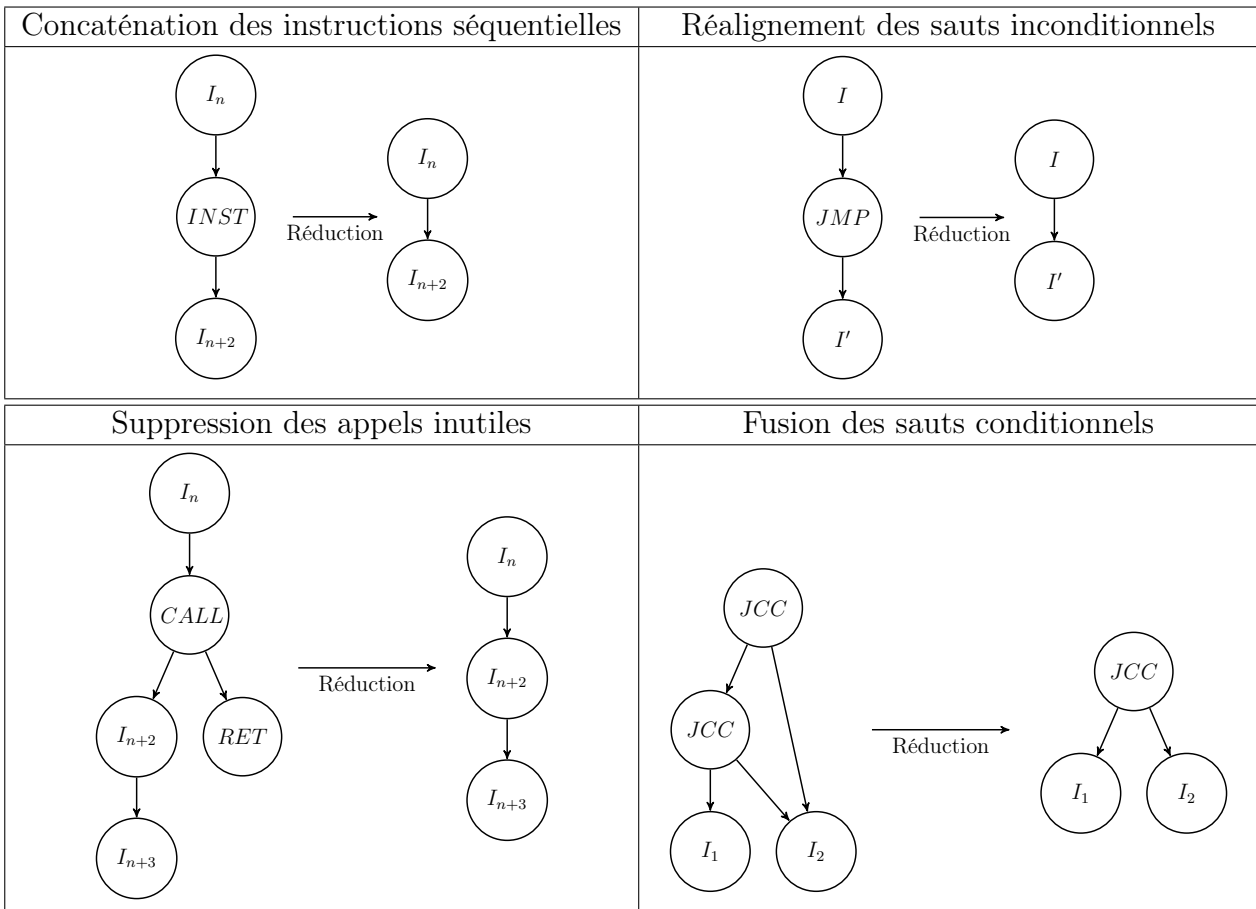 Concaténation des instructions séquentielles
I_n
INST
I_{n+2}
Réduction
I_n
I_{n+2}
Réalignement des sauts inconditionnels
I
JMP
I'
Réduction
I
I'
Suppression des appels inutiles
I_n
CALL
I_{n+2}
RET
I_{n+3}
Réduction
I_n
I_{n+2}
I_{n+3}
Fusion des sauts conditionnels
JCC
JCC
I_1
I_2
Réduction
JCC
I_1
I_2